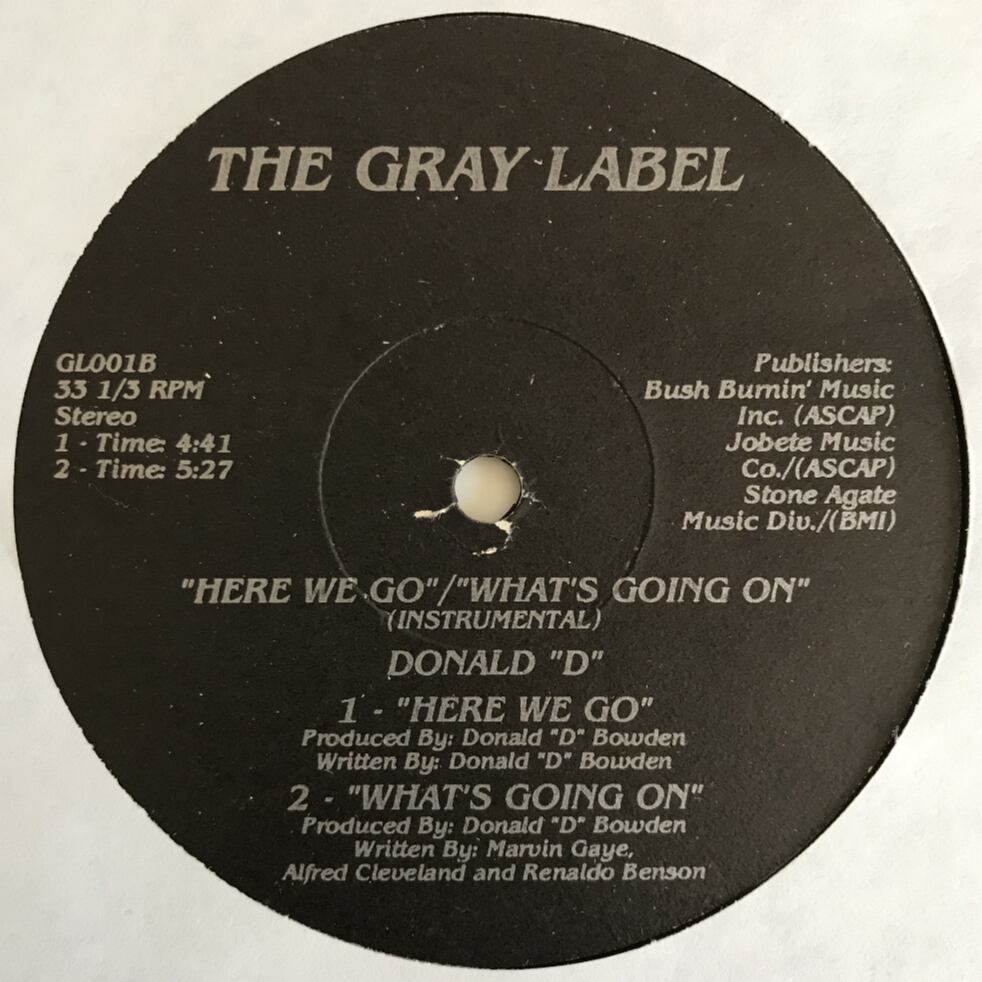 THE GRAY LABEL
GL001B
33 1/3 RPM
Stereo
1 - Time: 4:41
2 - Time: 5:27
Publishers:
Bush Burnin' Music
Inc. (ASCAP)
Jobete Music
Co./(ASCAP)
Stone Agate
Music Div./(BMI)
"HERE WE GO"/"WHAT'S GOING ON"
(INSTRUMENTAL)
DONALD "D"
1 - "HERE WE GO"
Produced By: Donald "D" Bowden
Written By: Donald "D" Bowden
2 - "WHAT'S GOING ON"
Produced By: Donald "D" Bowden
Written By: Marvin Gaye,
Alfred Cleveland and Renaldo Benson